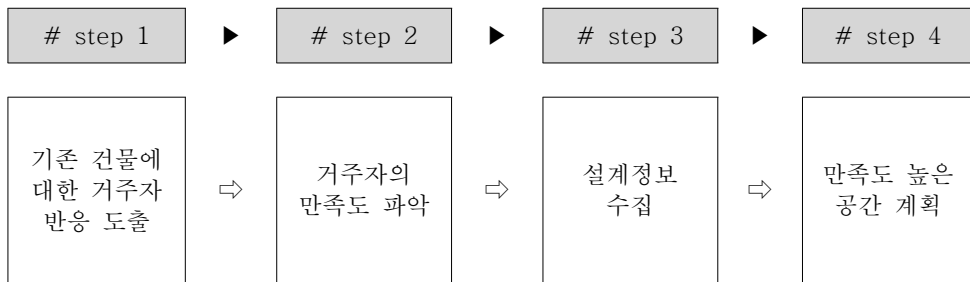 # step 1 ▶ # step 2 ▶ # step 3 ▶ # step 4
기존 건물에
대한 거주자
반응 도출
⇨
거주자의
만족도 파악
⇨
설계정보
수집
⇨
만족도 높은
공간 계획